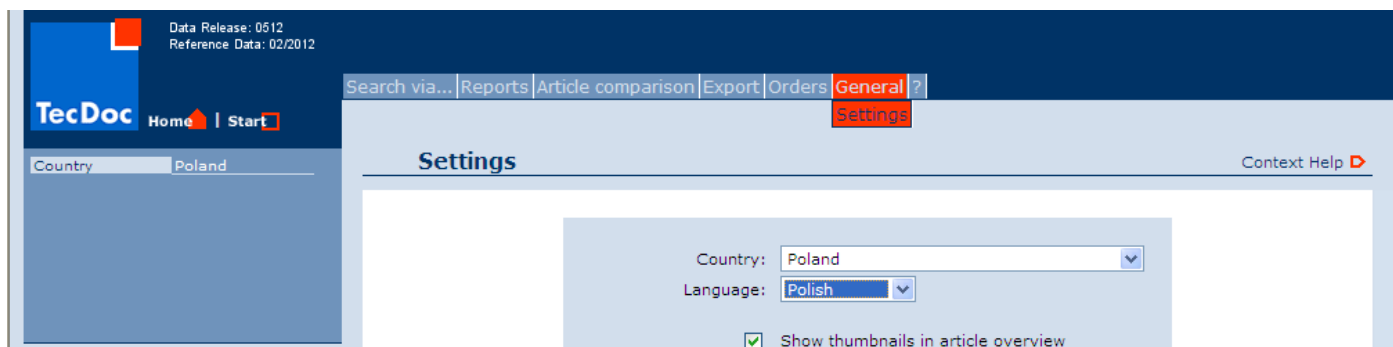 Data Release: 0512
Reference Data: 02/2012
Search via... Reports Article comparison Export Orders General ?
TecDoc Home | Start
Settings
Country Poland
Settings
Context Help
Country: Poland
Language: Polish
Show thumbnails in article overview